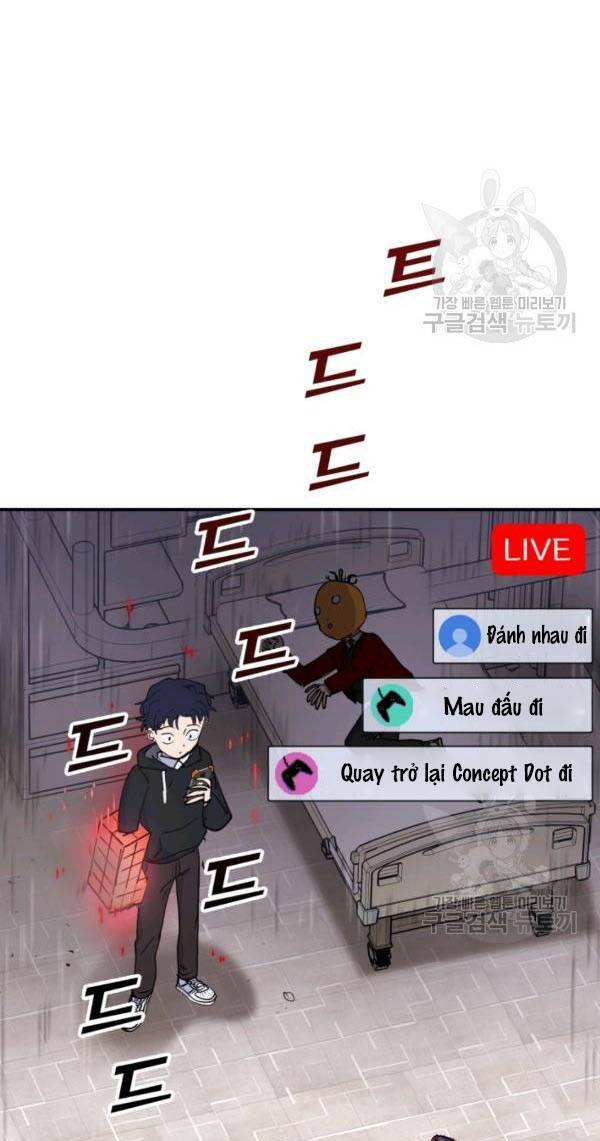 트
가장 빠른 웹툰 미리보기
구글검색 뉴토끼
드
드
드
LIVE
Đánh nhau đi
드
Mau đấu đi
드
Quay trở lại Concept Dot đi
드
가장 빠른 웹툰 미리보기
구글검색 뉴토끼
드
드